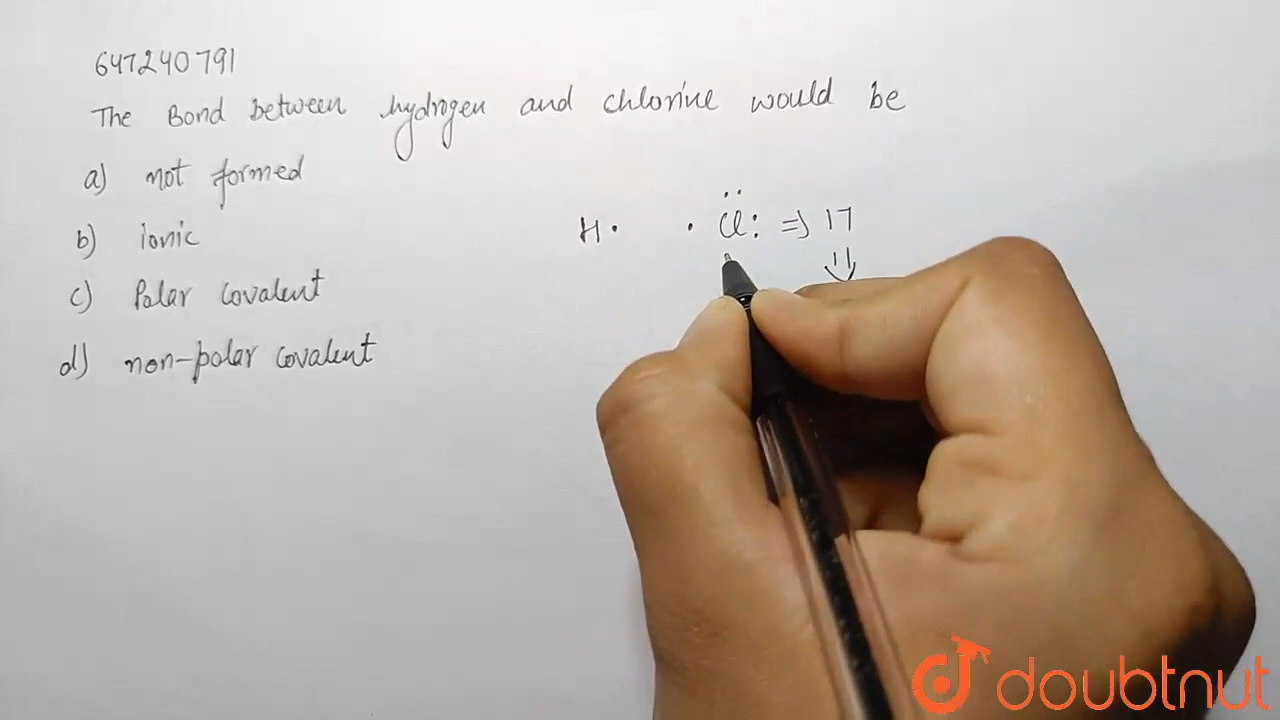 647240791
The Bond between hydrogen and chlorine would be
a) not formed
b) ionic
c) Polar covalent
d) non-polar covalent
H· ·Cl: ⇒ 17
doubtnut